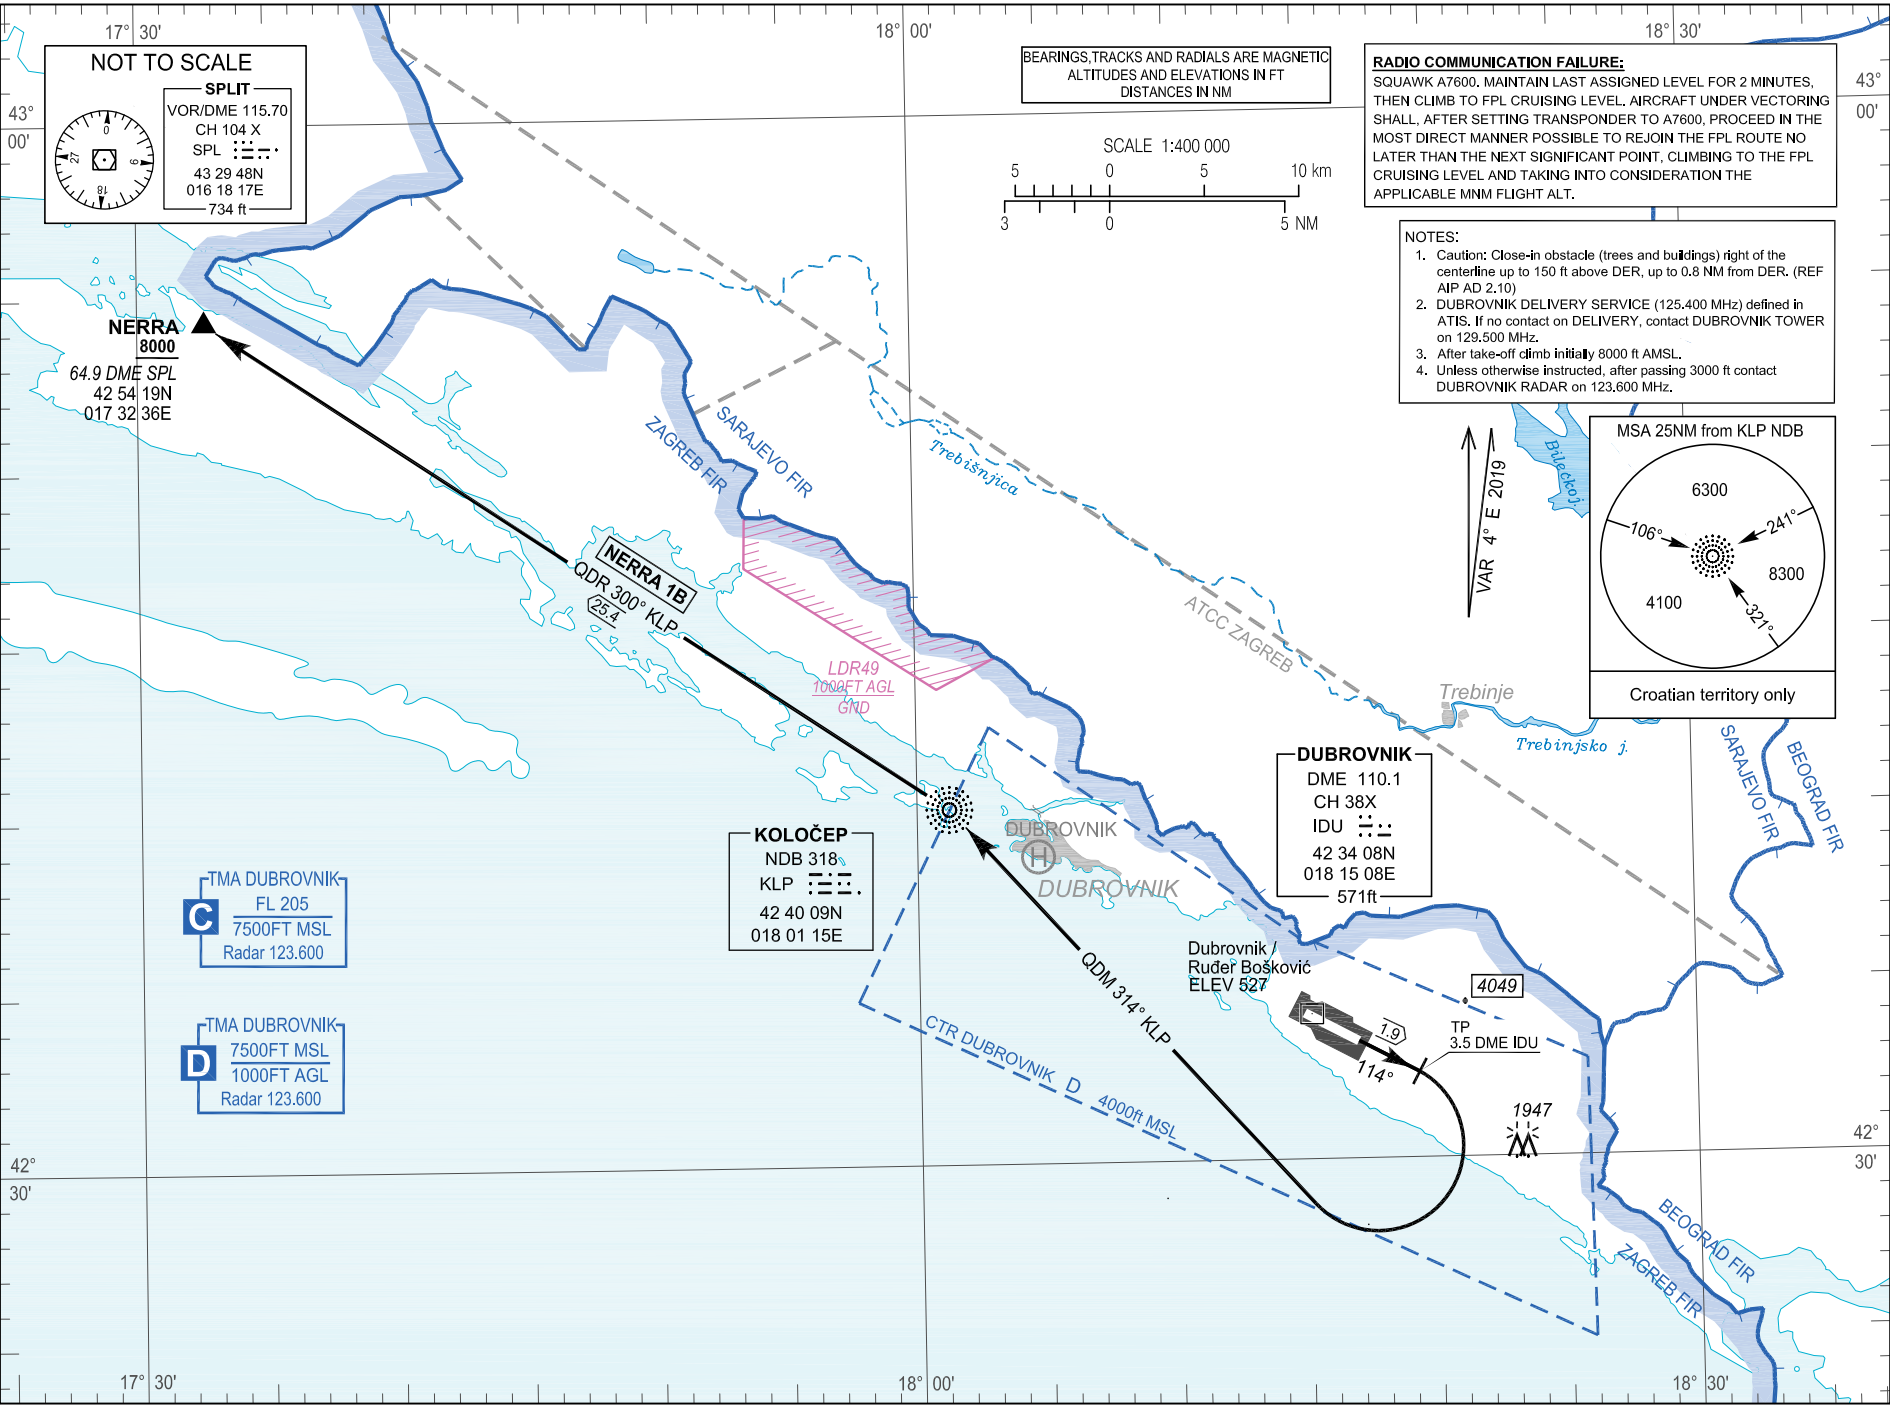 17° 30'
18° 00'
18° 30'
43°
00'
43°
00'
NOT TO SCALE
SPLIT
VOR/DME 115.70
CH 104 X
SPL
43 29 48N
016 18 17E
734 ft
0
9
18
27
BEARINGS,TRACKS AND RADIALS ARE MAGNETIC
ALTITUDES AND ELEVATIONS IN FT
DISTANCES IN NM
SCALE 1:400 000
5 0 5 10 km
3 0 5 NM
RADIO COMMUNICATION FAILURE:
SQUAWK A7600. MAINTAIN LAST ASSIGNED LEVEL FOR 2 MINUTES,
THEN CLIMB TO FPL CRUISING LEVEL. AIRCRAFT UNDER VECTORING
SHALL, AFTER SETTING TRANSPONDER TO A7600, PROCEED IN THE
MOST DIRECT MANNER POSSIBLE TO REJOIN THE FPL ROUTE NO
LATER THAN THE NEXT SIGNIFICANT POINT, CLIMBING TO THE FPL
CRUISING LEVEL AND TAKING INTO CONSIDERATION THE
APPLICABLE MNM FLIGHT ALT.
NOTES:
1. Caution: Close-in obstacle (trees and buildings) right of the
centerline up to 150 ft above DER, up to 0.8 NM from DER. (REF
AIP AD 2.10)
2. DUBROVNIK DELIVERY SERVICE (125.400 MHz) defined in
ATIS. If no contact on DELIVERY, contact DUBROVNIK TOWER
on 129.500 MHz.
3. After take-off climb initially 8000 ft AMSL.
4. Unless otherwise instructed, after passing 3000 ft contact
DUBROVNIK RADAR on 123.600 MHz.
NERRA
8000
64.9 DME SPL
42 54 19N
017 32 36E
SARAJEVO FIR
ZAGREB FIR
Trebišnjica
Bilećkoj.
VAR 4° E 2019
MSA 25NM from KLP NDB
6300
106°
241°
8300
4100
321°
Croatian territory only
NERRA 1B
QDR 300° KLP
25.4
ATCC ZAGREB
LDR49
1000FT AGL
GND
Trebinje
Trebinjsko j.
SARAJEVO FIR
BEOGRAD FIR
DUBROVNIK
DME 110.1
CH 38X
IDU
42 34 08N
018 15 08E
571ft
KOLOČEP
NDB 318
KLP
42 40 09N
018 01 15E
DUBROVNIK
H
DUBROVNIK
TMA DUBROVNIK
C
FL 205
7500FT MSL
Radar 123.600
TMA DUBROVNIK
D
7500FT MSL
1000FT AGL
Radar 123.600
Dubrovnik /
Ruđer Bošković
ELEV 527
4049
QDM 314° KLP
1.9
TP
3.5 DME IDU
114°
CTR DUBROVNIK D 4000ft MSL
1947
42°
30'
42°
30'
BEOGRAD FIR
ZAGREB FIR
17° 30'
18° 00'
18° 30'